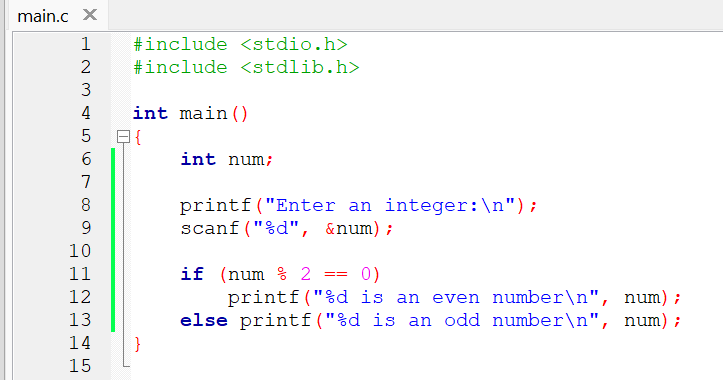 main.c
1 #include <stdio.h>
2 #include <stdlib.h>
3
4 int main()
5 {
6     int num;
7
8     printf("Enter an integer:\n");
9     scanf("%d", &num);
10
11     if (num % 2 == 0)
12         printf("%d is an even number\n", num);
13     else printf("%d is an odd number\n", num);
14 }
15